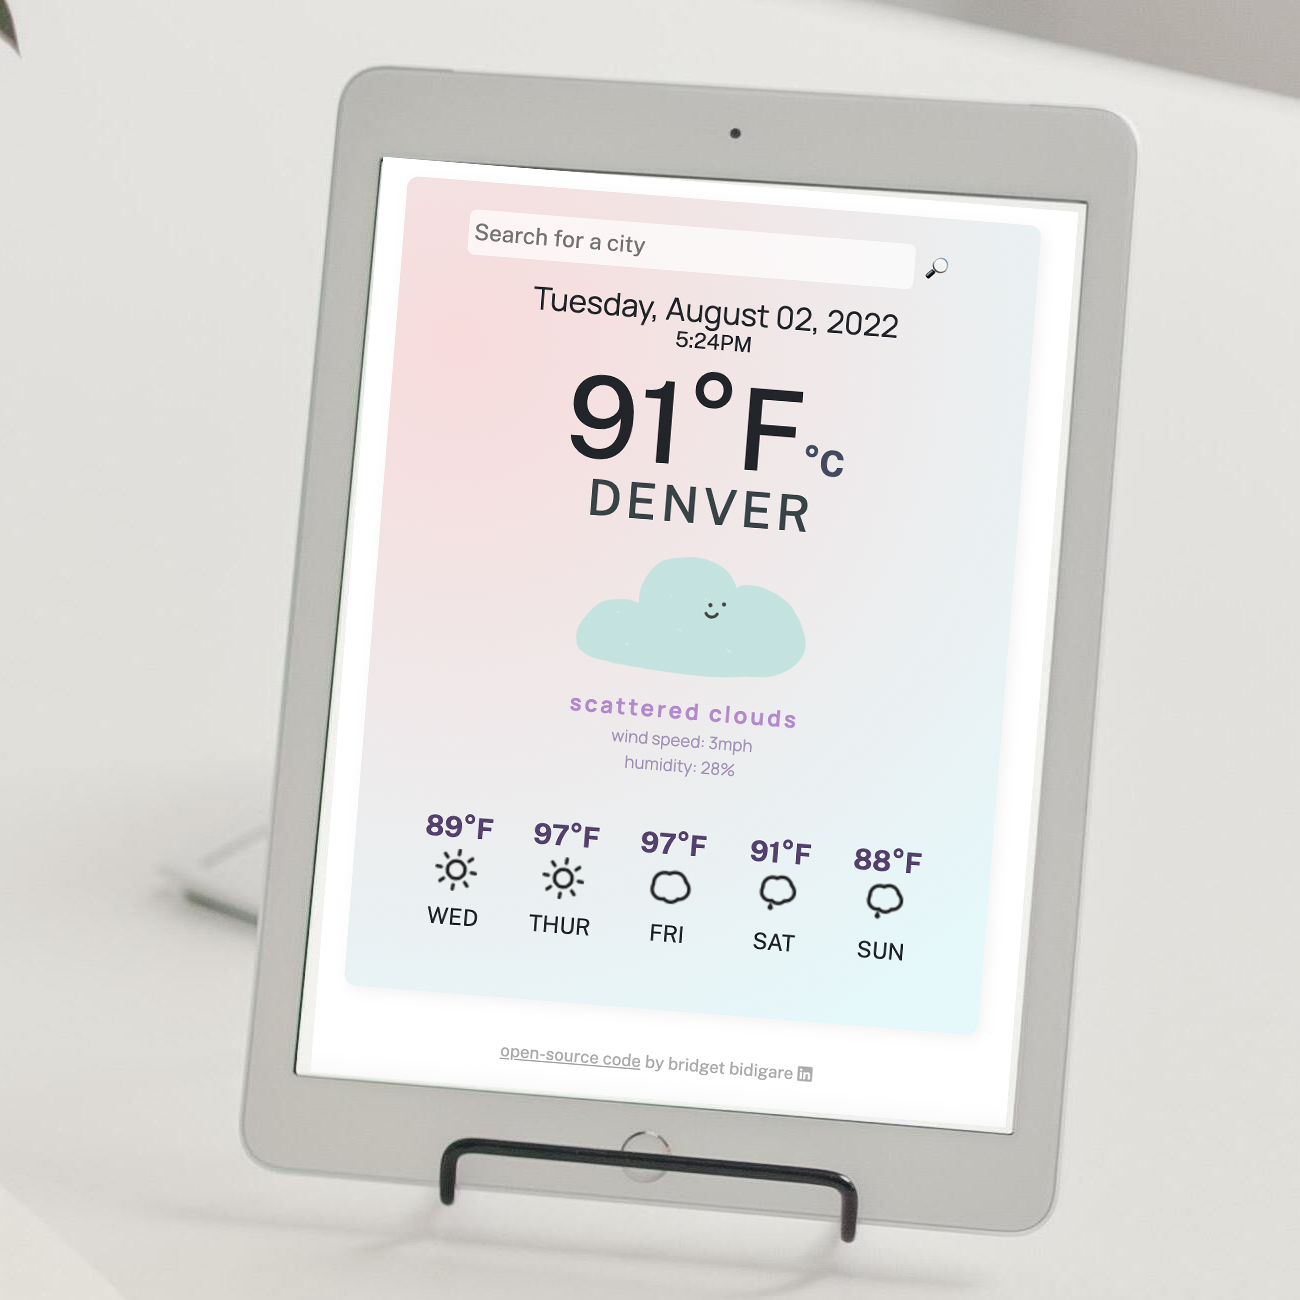 Search for a city
Tuesday, August 02, 2022
5:24PM
91°F °C
DENVER
scattered clouds
wind speed: 3mph
humidity: 28%
89°F 97°F 97°F 91°F 88°F
WED THUR FRI SAT SUN
open-source code by bridget bidigare in